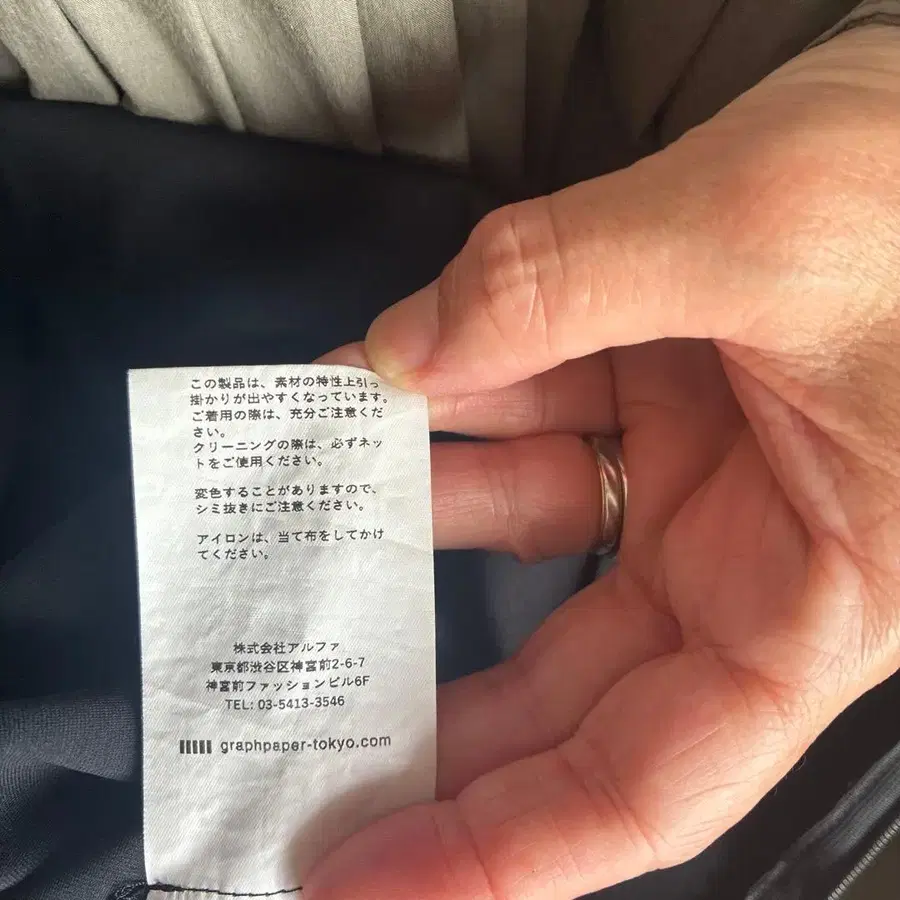 この製品は、素材の特性上引っ
掛かりが出やすくなっています。
ご着用の際は、充分ご注意くだ
さい。
クリーニングの際は、必ずネッ
トをご使用ください。
変色することがありますので、
シミ抜きにご注意ください。
アイロンは、当て布をしてかけ
てください。
株式会社アルファ
東京都渋谷区神宮前2-6-7
神宮前ファッションビル6F
TEL: 03-5413-3546
graphpaper-tokyo.com